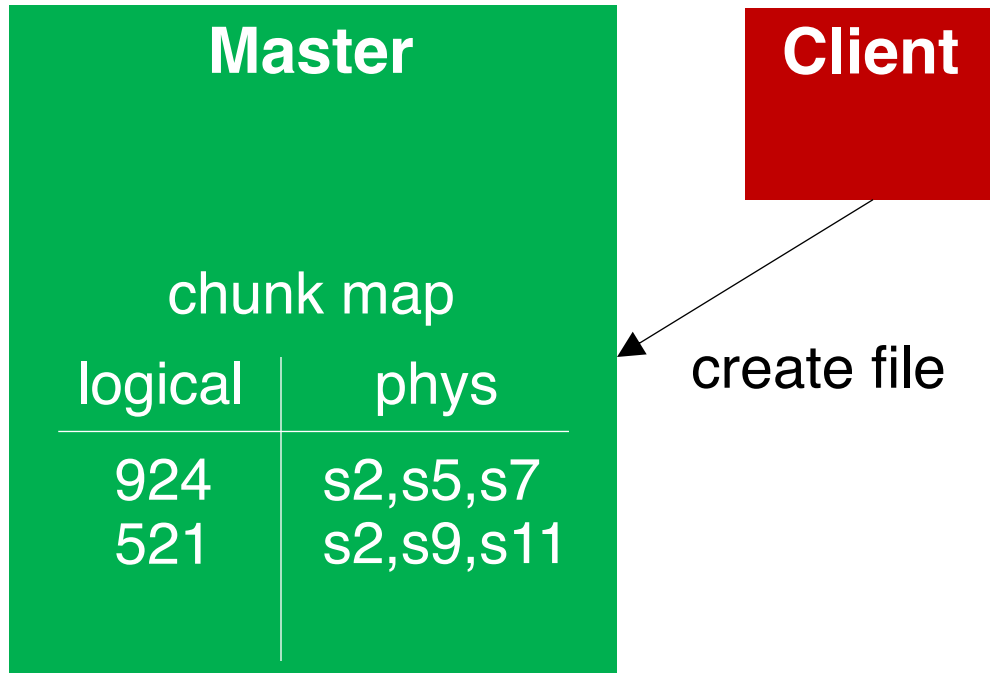 Master
Client
chunk map
logical phys
924 s2,s5,s7
521 s2,s9,s11
create file